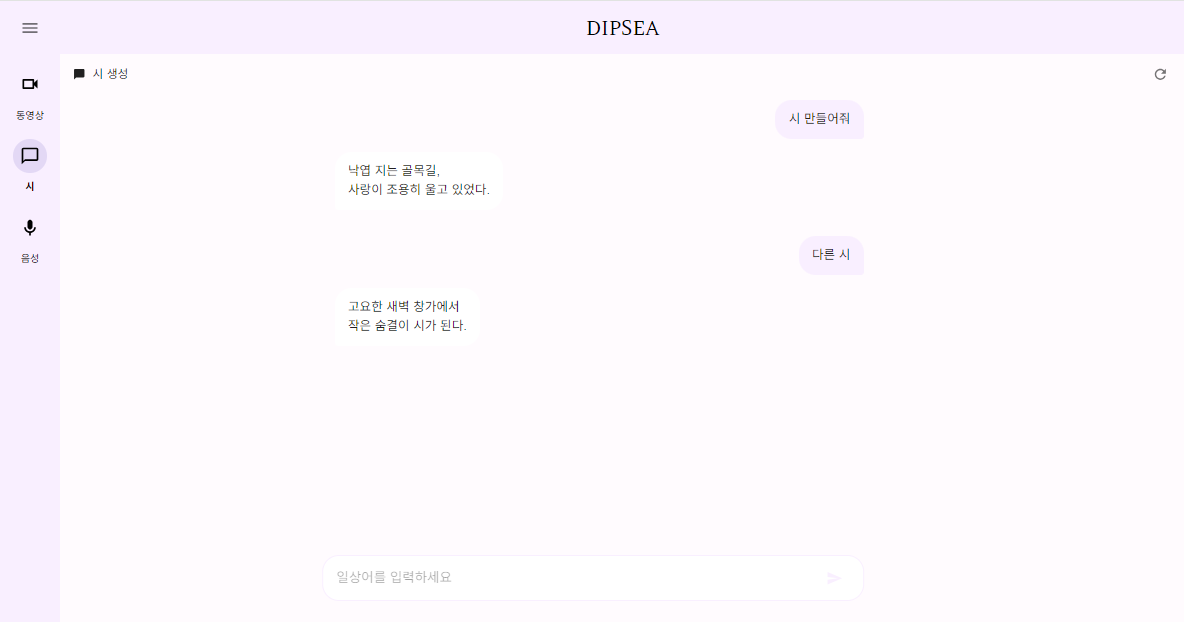 DIPSEA
시 생성
동영상
시
음성
시 만들어줘
낙엽 지는 골목길,
사랑이 조용히 울고 있었다.
다른 시
고요한 새벽 창가에서
작은 숨결이 시가 된다.
일상어를 입력하세요